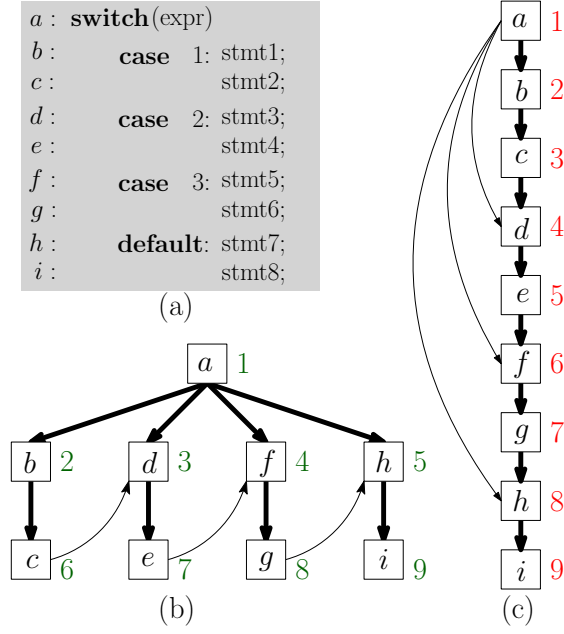 a : switch(expr)
b : case 1: stmt1;
c : stmt2;
d : case 2: stmt3;
e : stmt4;
f : case 3: stmt5;
g : stmt6;
h : default: stmt7;
i : stmt8;
(a)
a 1
b 2 d 3 f 4 h 5
c 6 e 7 g 8 i 9
(b)
a 1
b 2
c 3
d 4
e 5
f 6
g 7
h 8
i 9
(c)